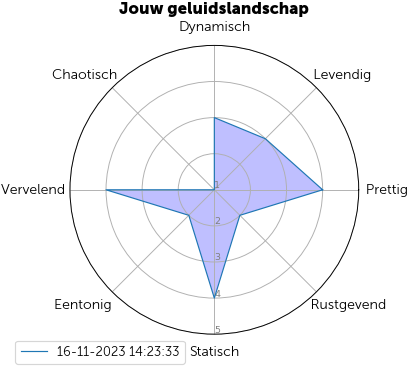 Jouw geluidslandschap
Dynamisch
Chaotisch
Levendig
Vervelend
1
Prettig
2
3
4
Eentonig
Rustgevend
5
16-11-2023 14:23:33
Statisch